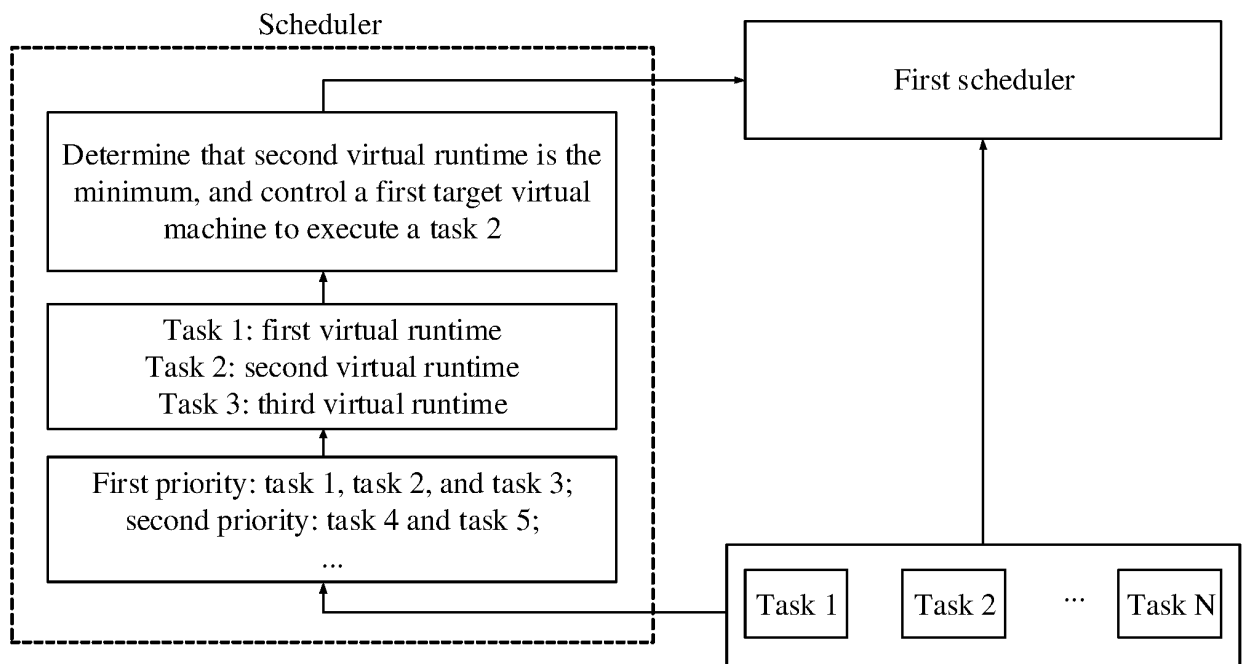 Scheduler
First scheduler
Determine that second virtual runtime is the
minimum, and control a first target virtual
machine to execute a task 2
Task 1: first virtual runtime
Task 2: second virtual runtime
Task 3: third virtual runtime
First priority: task 1, task 2, and task 3;
second priority: task 4 and task 5;
...
Task 1 Task 2 ... Task N